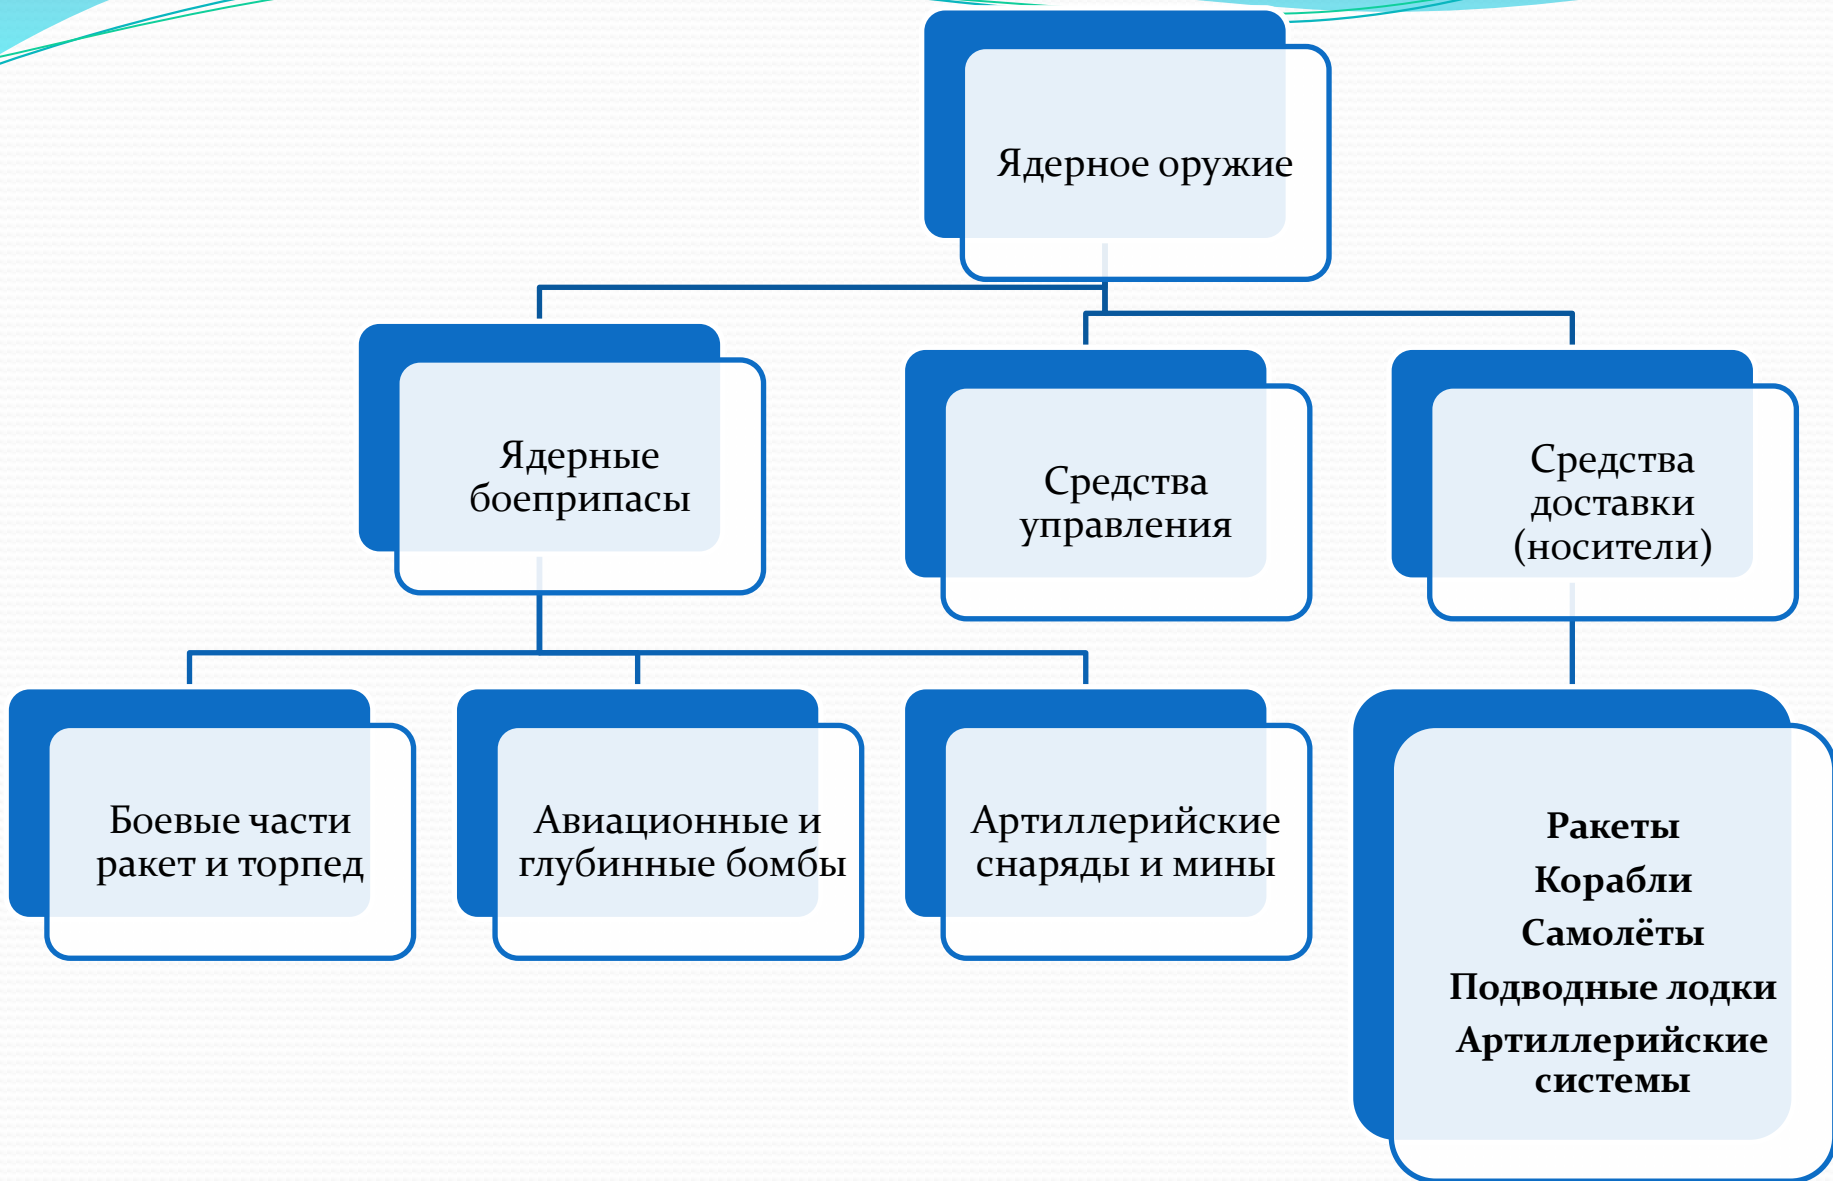 Ядерное оружие
Ядерные
боеприпасы
Средства
управления
Средства
доставки
(носители)
Боевые части
ракет и торпед
Авиационные и
глубинные бомбы
Артиллерийские
снаряды и мины
Ракеты
Корабли
Самолёты
Подводные лодки
Артиллерийские
системы